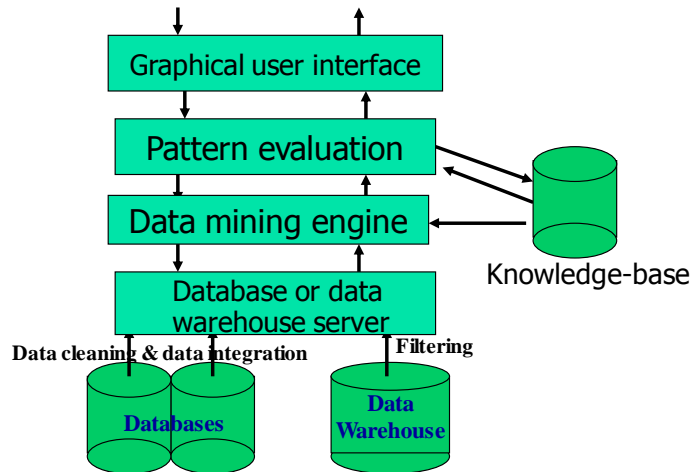 Graphical user interface
Pattern evaluation
Data mining engine
Knowledge-base
Database or data
warehouse server
Data cleaning & data integration
Filtering
Databases
Data
Warehouse